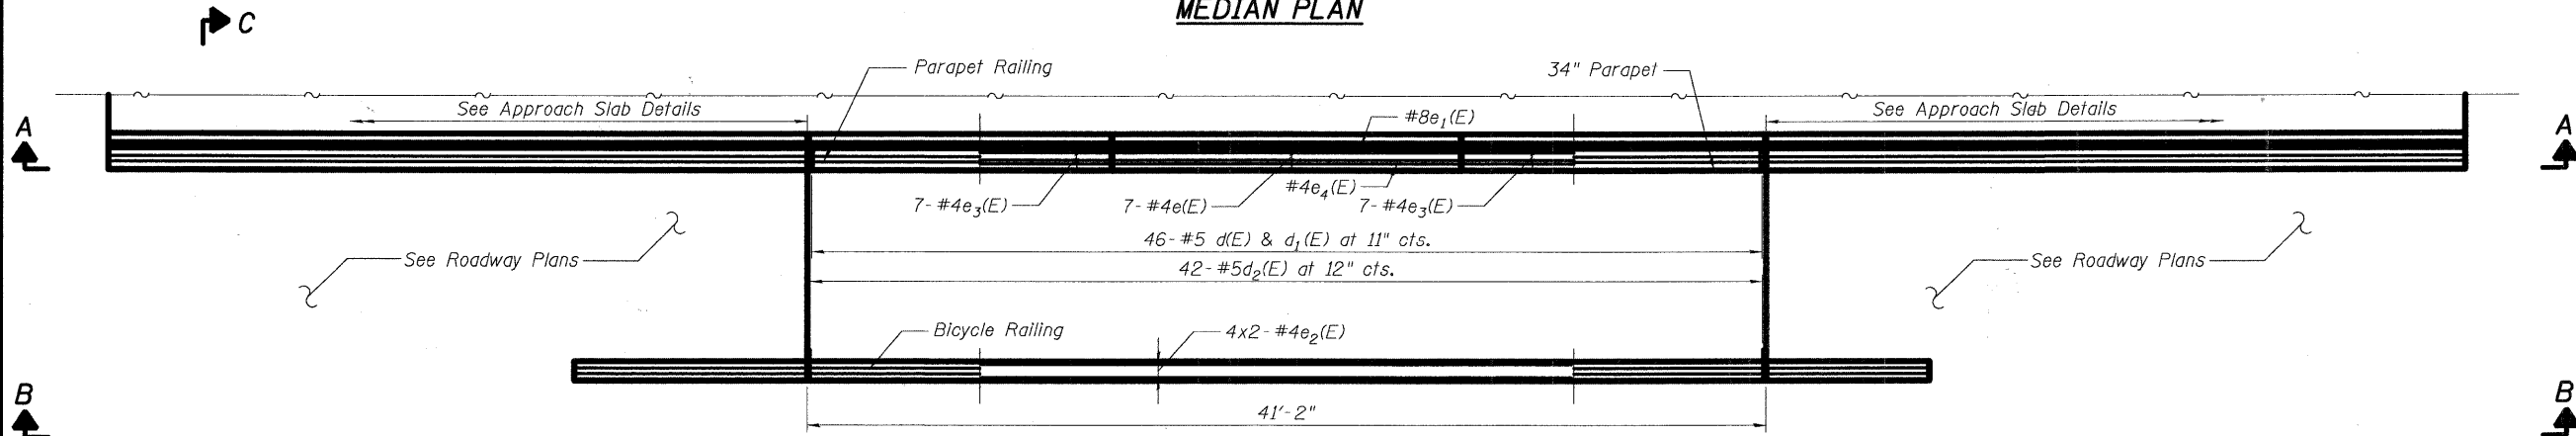 MEDIAN PLAN
C
Parapet Railing
34" Parapet
See Approach Slab Details
See Approach Slab Details
#8e₁(E)
A
A
#4e₄(E)
7- #4e₃(E)
7- #4e(E)
7- #4e₃(E)
46-#5 d(E) & d₁(E) at 11" cts.
See Roadway Plans
See Roadway Plans
42-#5d₂(E) at 12" cts.
Bicycle Railing
4x2- #4e₂(E)
B
B
41'-2"